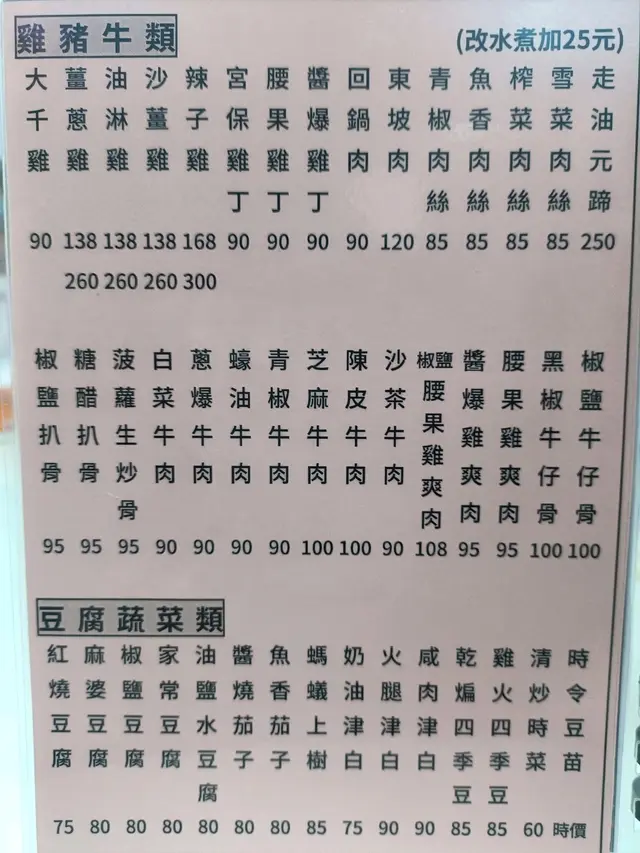 雞豬牛類
(改水煮加25元)
大千雞 90
薑蔥雞 138 260
油淋雞 138 260
沙薑雞 138 260
辣子雞 168 300
宮保雞丁 90
腰果雞丁 90
醬爆雞丁 90
回鍋肉 90
東坡肉 120
青椒肉絲 85
魚香肉絲 85
榨菜肉絲 85
雪菜肉絲 85
走油元蹄 250
椒鹽扒骨 95
糖醋扒骨 95
菠蘿生炒骨 95
白菜牛肉 90
蔥爆牛肉 90
蠔油牛肉 90
青椒牛肉 90
芝麻牛肉 100
陳皮牛肉 100
沙茶牛肉 90
椒鹽腰果雞爽肉 108
醬爆雞爽肉 95
腰果雞爽肉 95
黑椒牛仔骨 100
椒鹽牛仔骨 100
豆腐蔬菜類
紅燒豆腐 75
麻婆豆腐 80
椒鹽豆腐 80
家常豆腐 80
油鹽水豆腐 80
醬燒茄子 80
魚香茄子 80
螞蟻上樹 85
奶油津白 75
火腿津白 90
咸肉津白 90
乾煸四季豆 85
雞火四季豆 85
清炒時菜 60
時令豆苗 時價